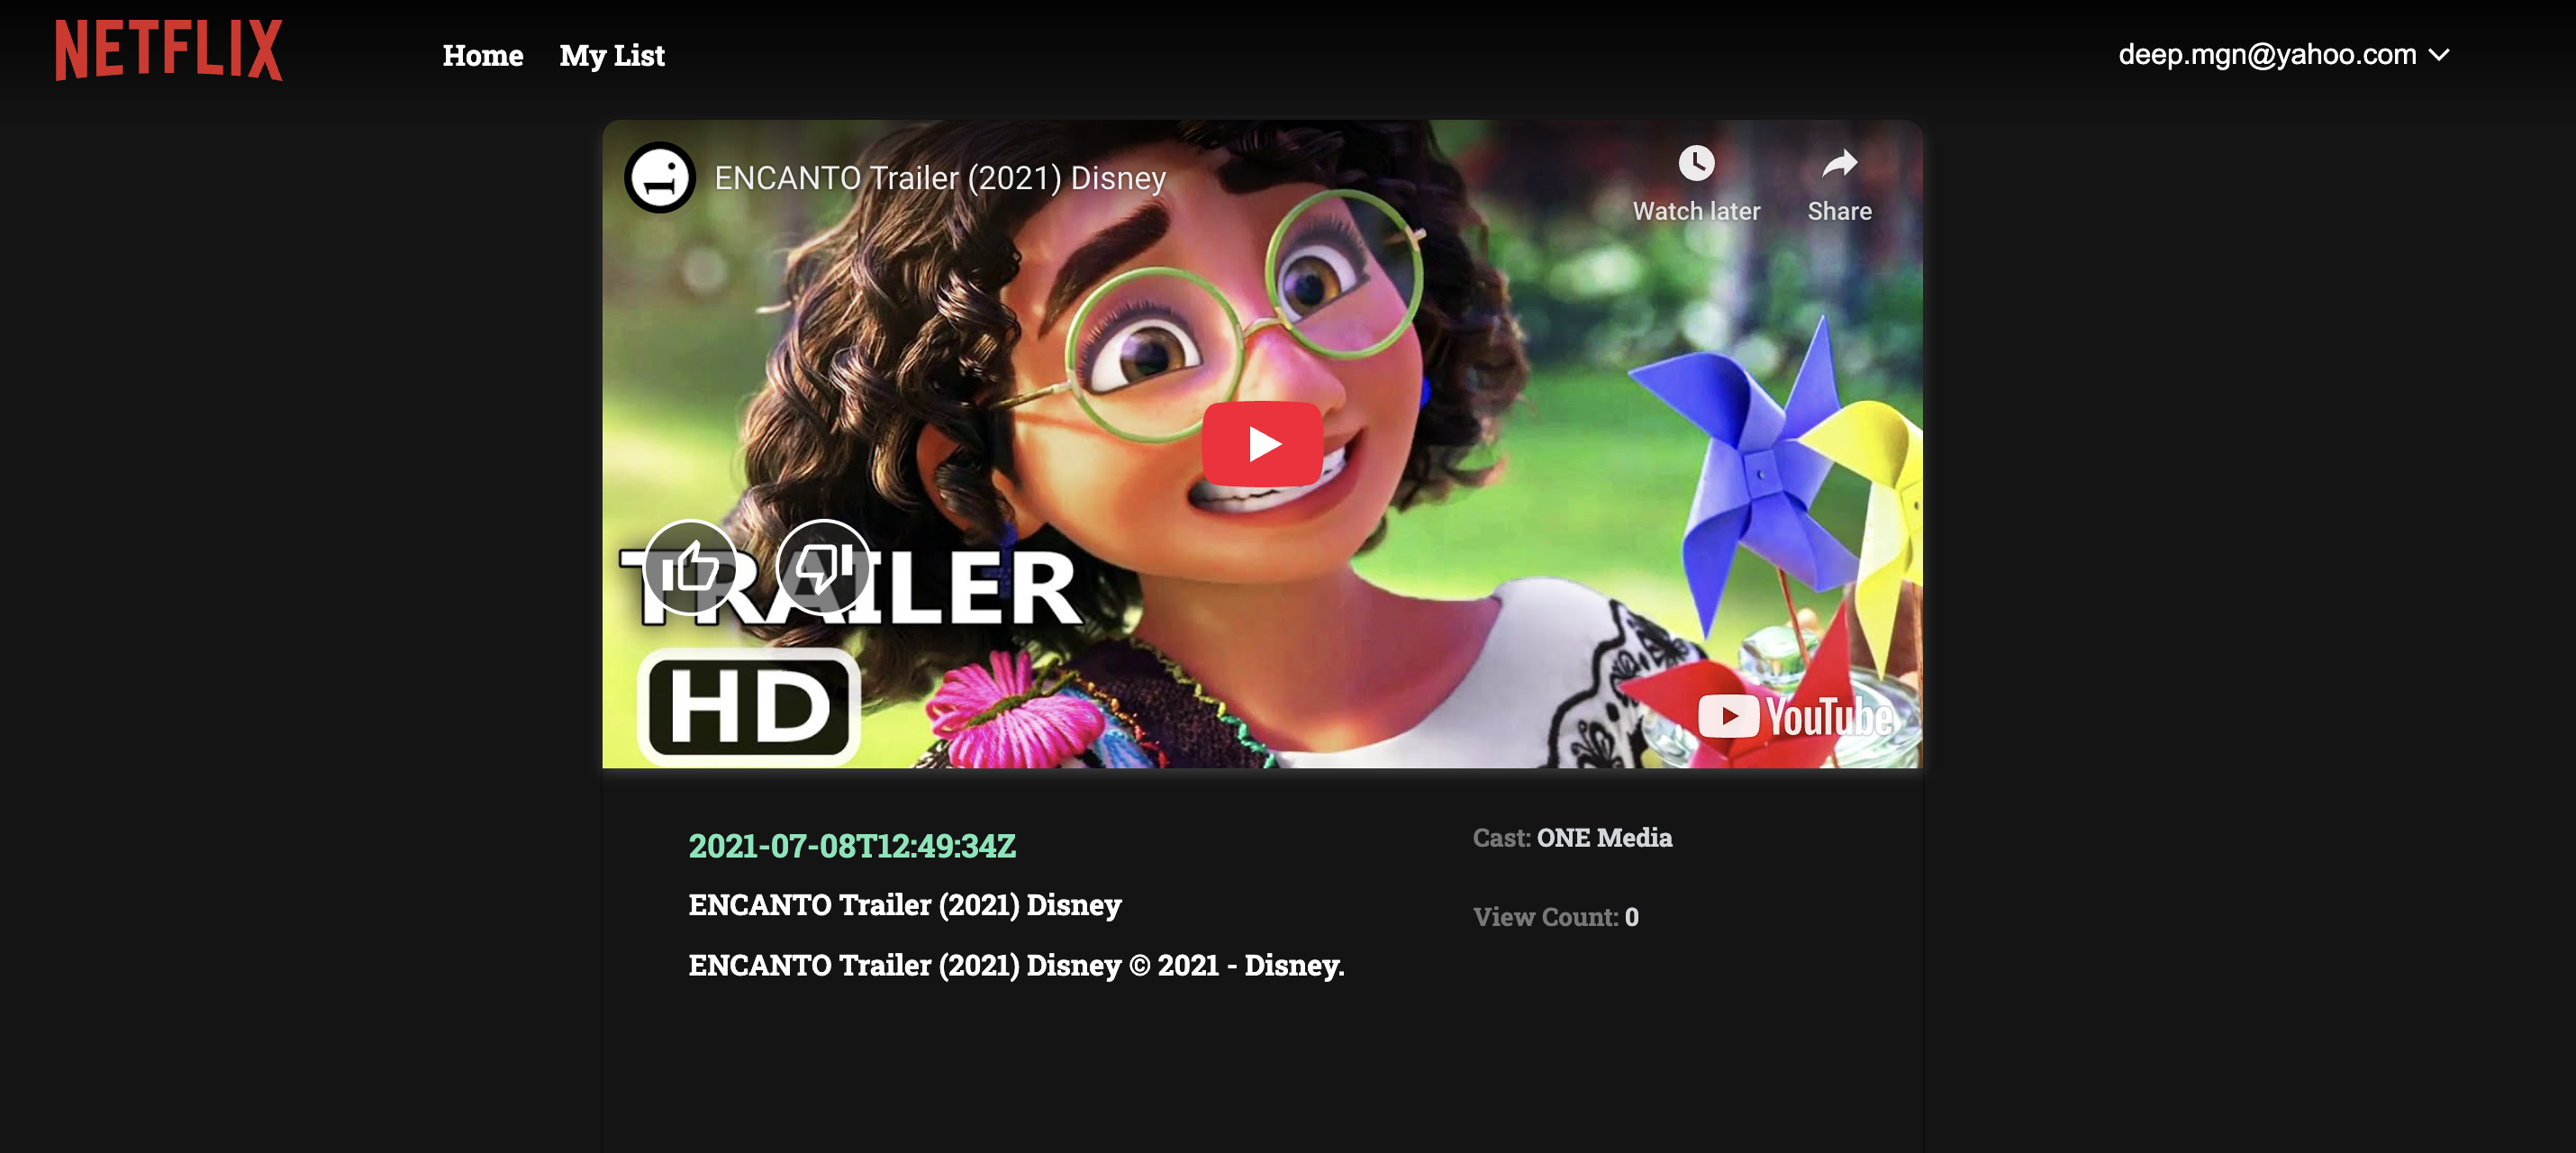 NETFLIX
Home My List
deep.mgn@yahoo.com
ENCANTO Trailer (2021) Disney
Watch later
Share
TRAILER
HD
YouTube
2021-07-08T12:49:34Z
ENCANTO Trailer (2021) Disney
ENCANTO Trailer (2021) Disney © 2021 - Disney.
Cast: ONE Media
View Count: 0